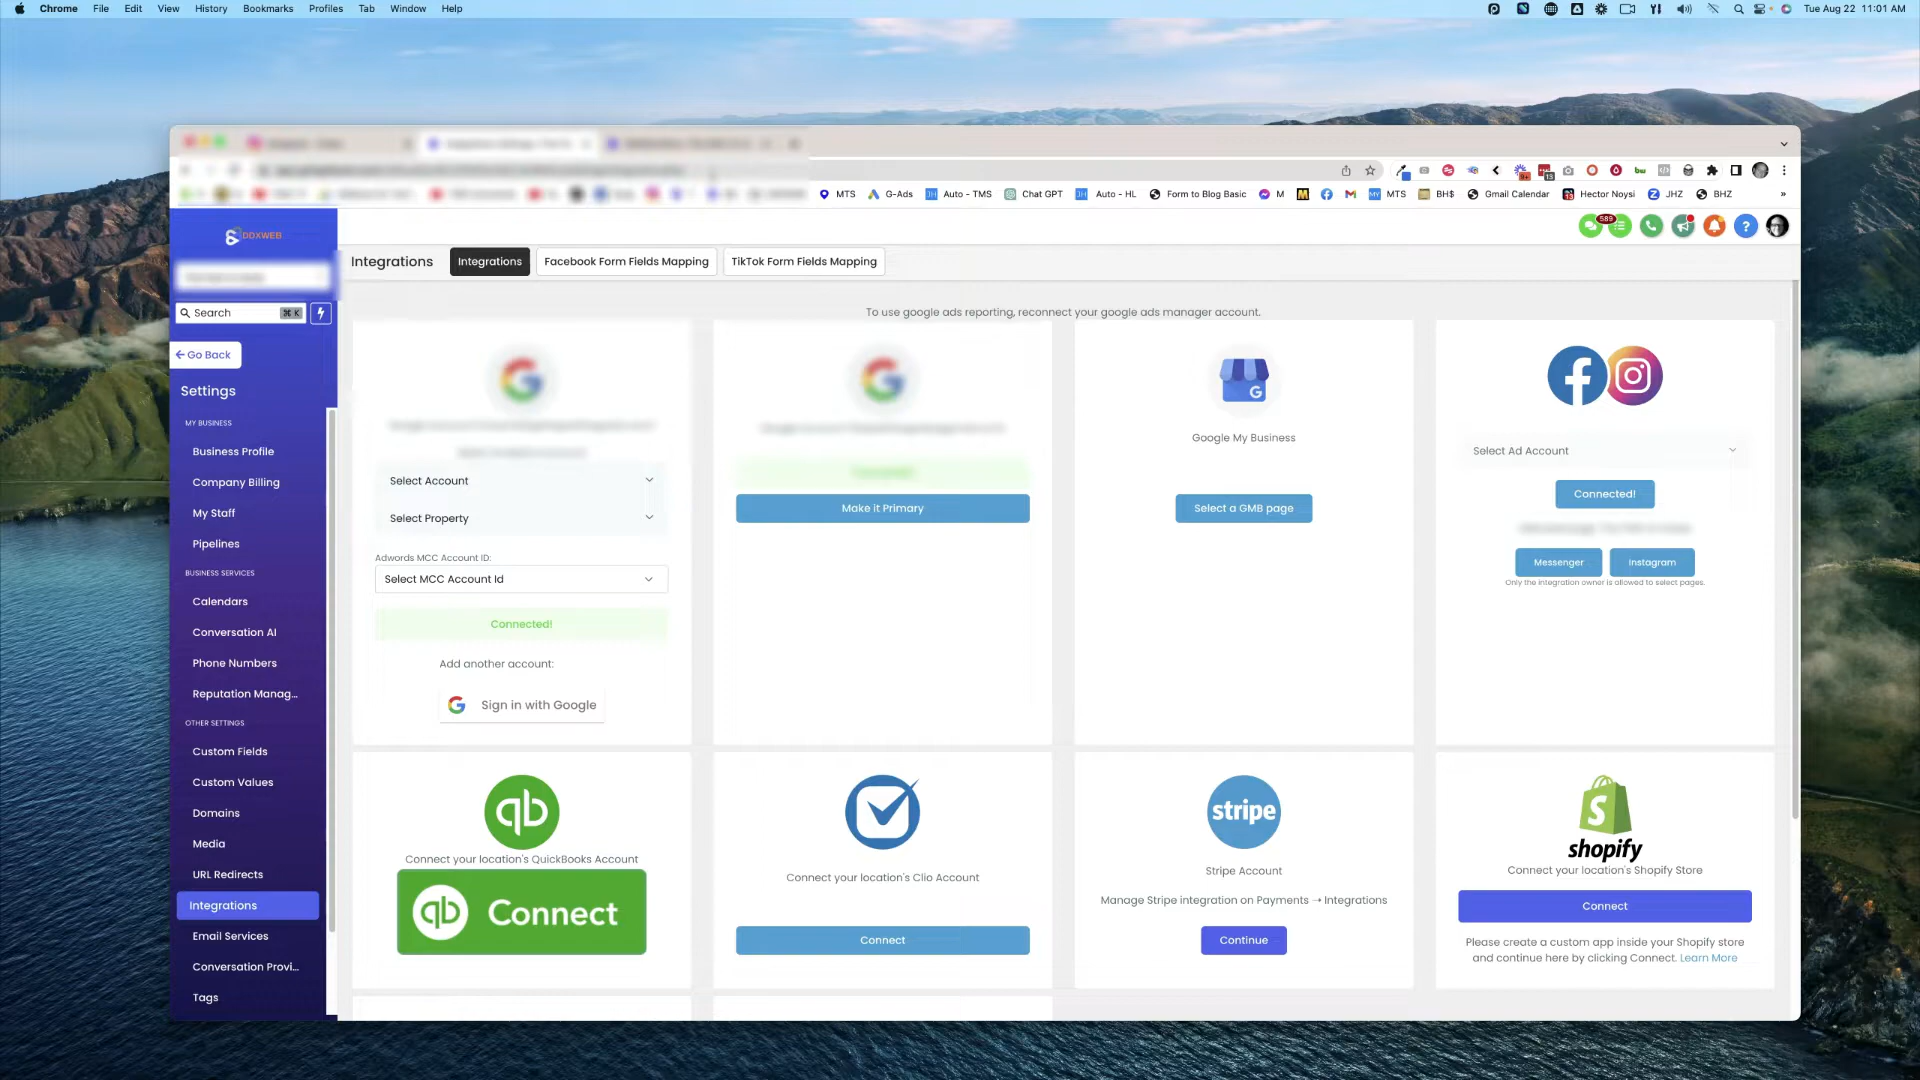 Chrome File Edit View History Bookmarks Profiles Tab Window Help
Tue Aug 22 11:01 AM
MTS G-Ads Auto - TMS Chat GPT Auto - HL Form to Blog Basic M MTS BH$ Gmail Calendar Hector Noysi JHZ BHZ »
DDXWEB
589
?
Integrations
Integrations
Facebook Form Fields Mapping
TikTok Form Fields Mapping
Search ⌘ K
Go Back
Settings
MY BUSINESS
Business Profile
Company Billing
My Staff
Pipelines
BUSINESS SERVICES
Calendars
Conversation AI
Phone Numbers
Reputation Manag...
OTHER SETTINGS
Custom Fields
Custom Values
Domains
Media
URL Redirects
Integrations
Email Services
Conversation Provi...
Tags
To use google ads reporting, reconnect your google ads manager account.
Select Account
Select Property
Adwords MCC Account ID:
Select MCC Account Id
Connected!
Add another account:
Sign in with Google
Make it Primary
Google My Business
Select a GMB page
Select Ad Account
Connected!
Messenger
Instagram
Only the integration owner is allowed to select pages.
qb
Connect your location's QuickBooks Account
qb Connect
Connect your location's Clio Account
Connect
stripe
Stripe Account
Manage Stripe integration on Payments → Integrations
Continue
shopify
Connect your location's Shopify Store
Connect
Please create a custom app inside your Shopify store
and continue here by clicking Connect. Learn More